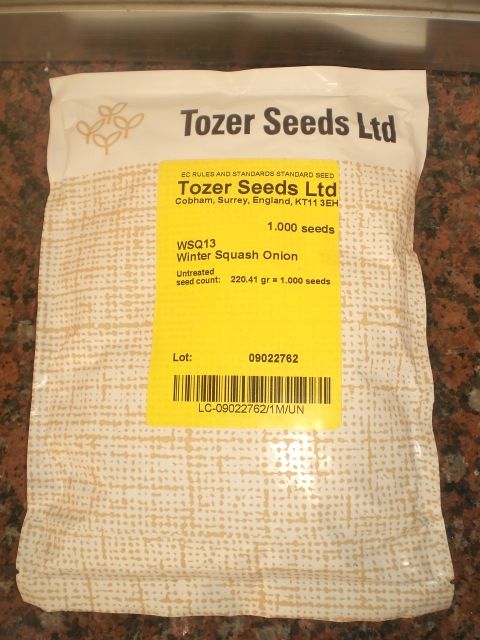 Tozer Seeds Ltd
EC RULES AND STANDARDS STANDARD SEED
Tozer Seeds Ltd
Cobham, Surrey, England, KT11 3EH
1.000 seeds
WSQ13
Winter Squash Onion
Untreated
seed count: 220.41 gr = 1.000 seeds
Lot: 09022762
LC-09022762/1M/UN